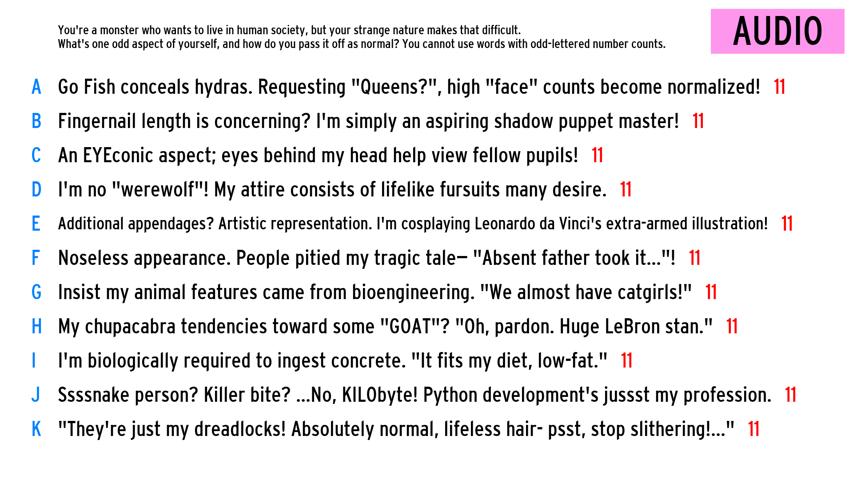 You're a monster who wants to live in human society, but your strange nature makes that difficult.
What's one odd aspect of yourself, and how do you pass it off as normal? You cannot use words with odd-lettered number counts.
AUDIO
A Go Fish conceals hydras. Requesting "Queens?", high "face" counts become normalized! 11
B Fingernail length is concerning? I'm simply an aspiring shadow puppet master! 11
C An EYEconic aspect; eyes behind my head help view fellow pupils! 11
D I'm no "werewolf"! My attire consists of lifelike fursuits many desire. 11
E Additional appendages? Artistic representation. I'm cosplaying Leonardo da Vinci's extra-armed illustration! 11
F Noseless appearance. People pitied my tragic tale— "Absent father took it..."! 11
G Insist my animal features came from bioengineering. "We almost have catgirls!" 11
H My chupacabra tendencies toward some "GOAT"? "Oh, pardon. Huge LeBron stan." 11
I I'm biologically required to ingest concrete. "It fits my diet, low-fat." 11
J Ssssnake person? Killer bite? ...No, KILObyte! Python development's jussst my profession. 11
K "They're just my dreadlocks! Absolutely normal, lifeless hair- psst, stop slithering!..." 11